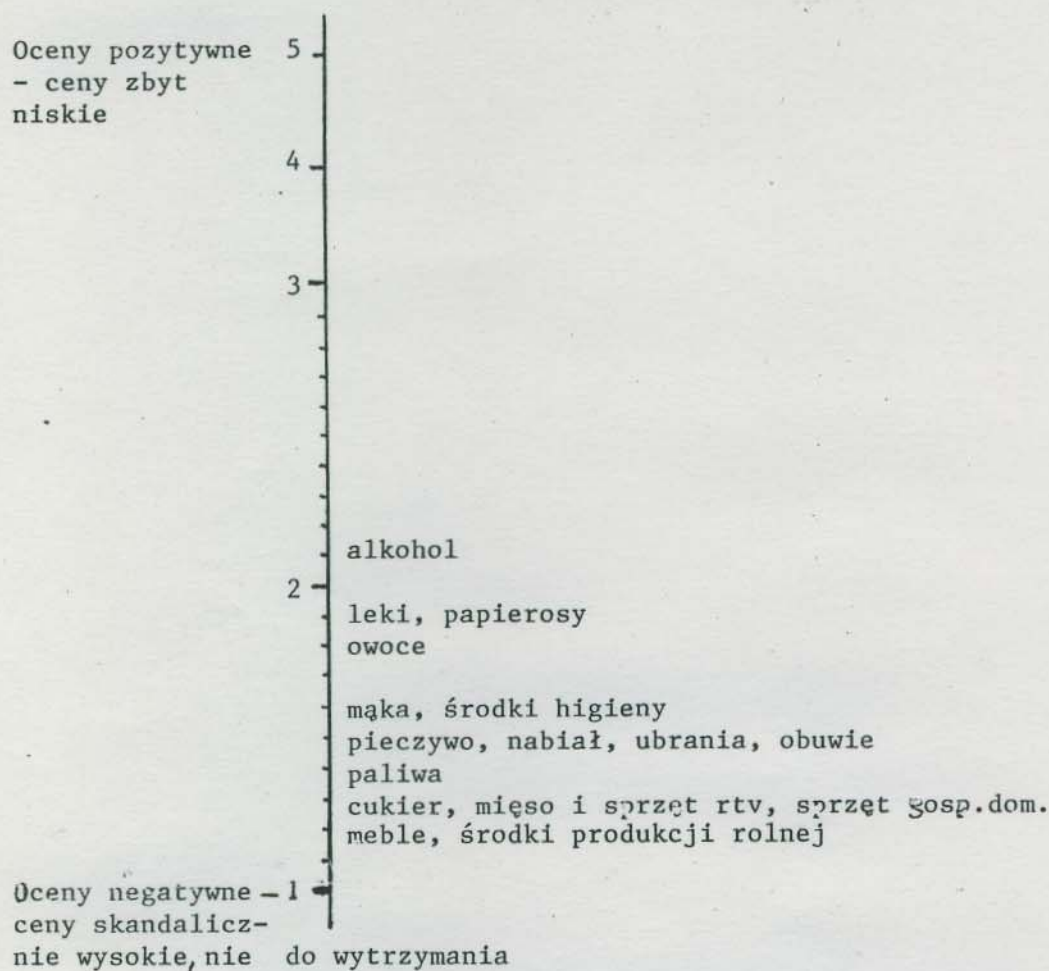 Oceny pozytywne 5
- ceny zbyt
niskie
4
3
alkohol
2
leki, papierosy
owoce
mąka, środki higieny
pieczywo, nabiał, ubrania, obuwie
paliwa
cukier, mięso i sprzęt rtv, sprzęt gosp.dom.
meble, środki produkcji rolnej
Oceny negatywne - 1
ceny skandalicz-
nie wysokie, nie do wytrzymania